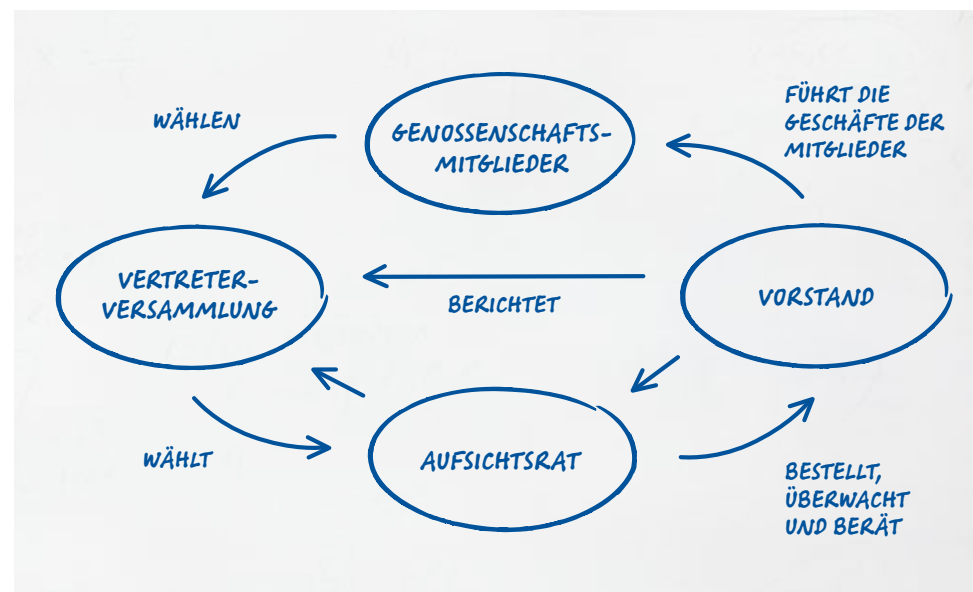 WÄHLEN
GENOSSENSCHAFTS-
MITGLIEDER
FÜHRT DIE
GESCHÄFTE DER
MITGLIEDER
VERTRETER-
VERSAMMLUNG
BERICHTET
VORSTAND
WÄHLT
AUFSICHTSRAT
BESTELLT,
ÜBERWACHT
UND BERÄT